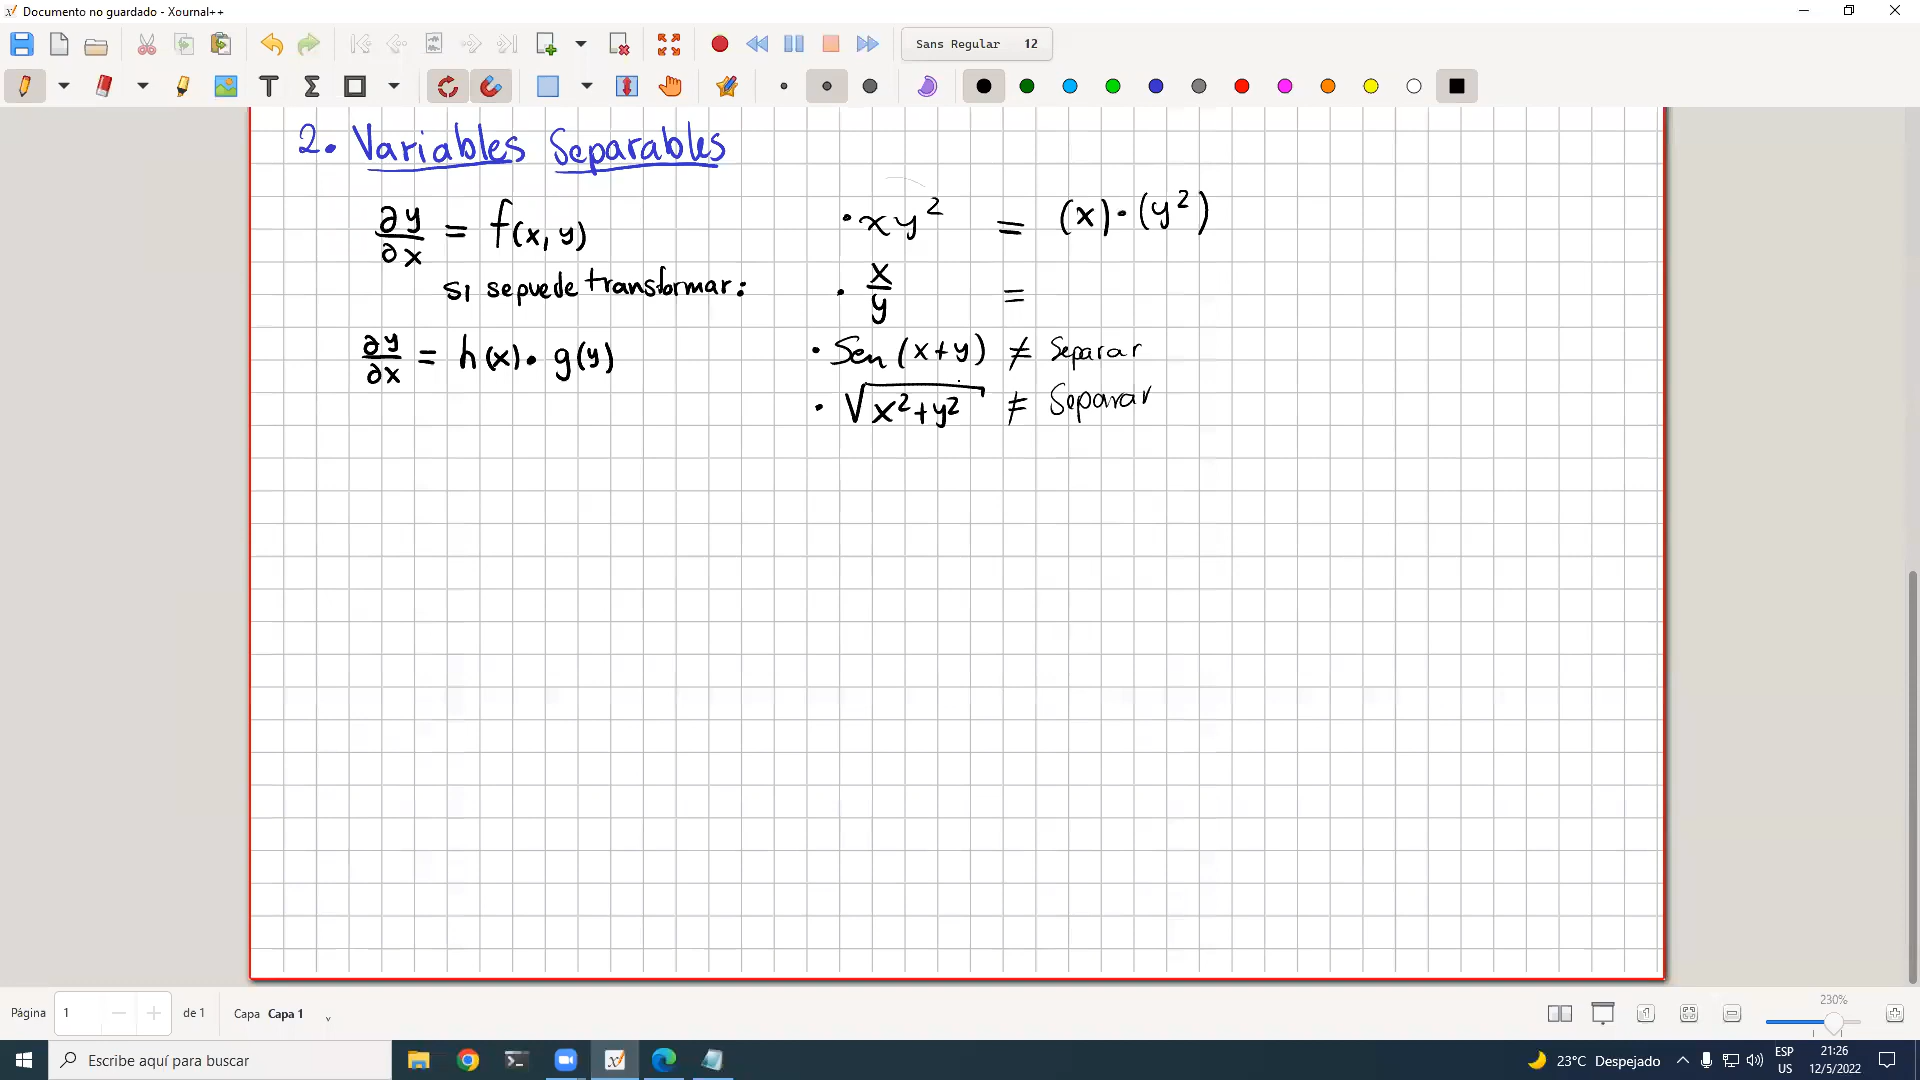 Documento no guardado - Xournal++
Sans Regular 12
2. Variables Separables
∂y/∂x = f(x, y)
si se puede transformar:
∂y/∂x = h(x) · g(y)
· xy² = (x)·(y²)
· x/y =
· Sen (x+y) ≠ Separar
· √x²+y² ≠ Separar
Página 1 de 1 Capa Capa 1
230%
Escribe aquí para buscar
23°C Despejado
ESP
US
21:26
12/5/2022